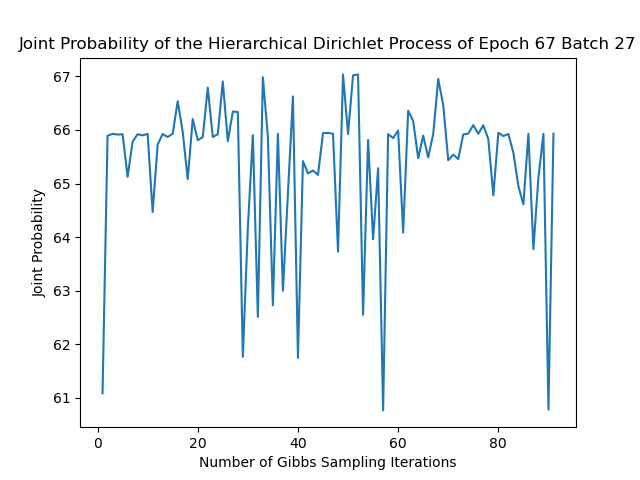 Joint Probability of the Hierarchical Dirichlet Process of Epoch 67 Batch 27
67
66
65
64
63
62
61
Joint Probability
0 20 40 60 80
Number of Gibbs Sampling Iterations